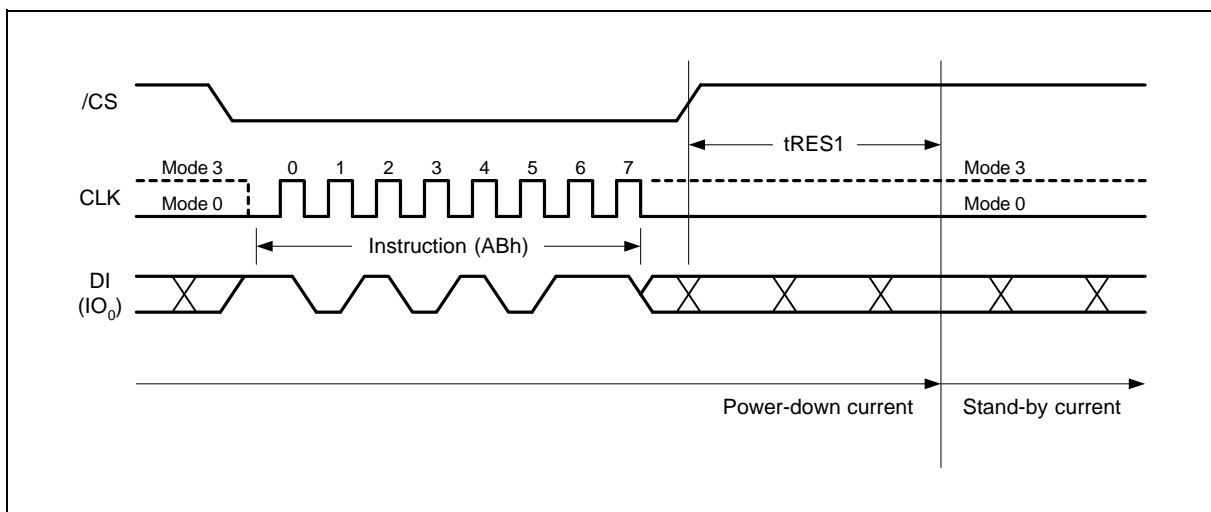 /CS
tRES1
Mode 3
0 1 2 3 4 5 6 7
Mode 3
CLK
Mode 0
Mode 0
Instruction (ABh)
DI
(IO0)
Power-down current
Stand-by current